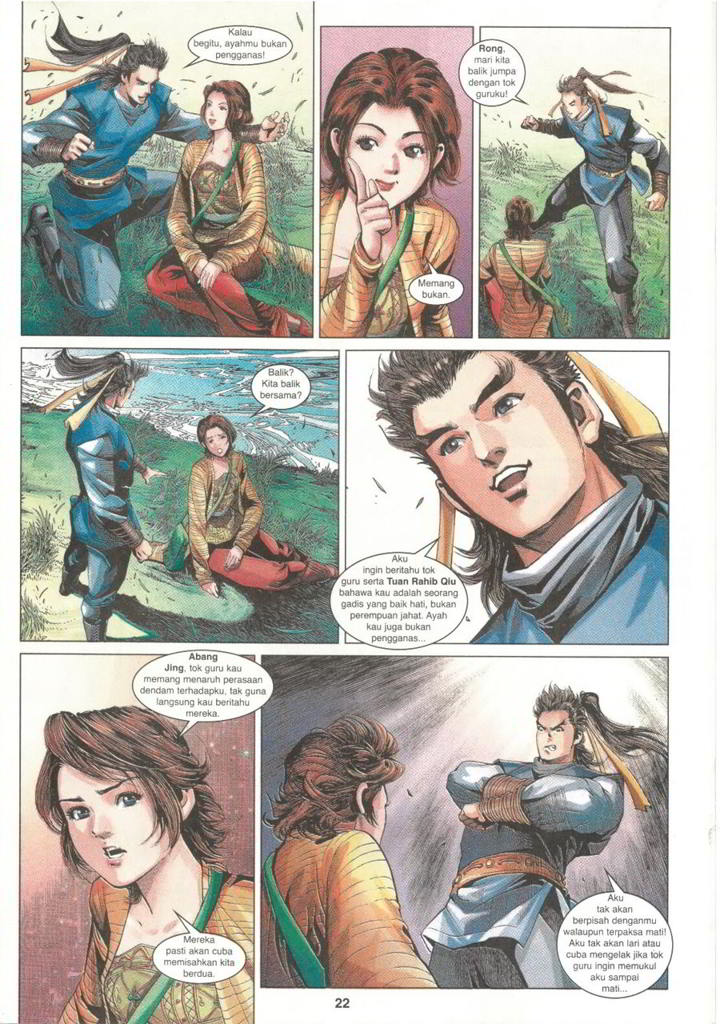 Kalau
begitu, ayahmu bukan
pengganas!
Memang
bukan.
Rong,
mari kita
balik jumpa
dengan tok
guruku!
Balik?
Kita balik
bersama?
Aku
ingin beritahu tok
guru serta Tuan Rahib Qiu
bahawa kau adalah seorang
gadis yang baik hati, bukan
perempuan jahat. Ayah
kau juga bukan
pengganas...
Abang
Jing, tok guru kau
memang menaruh perasaan
dendam terhadapku, tak guna
langsung kau beritahu
mereka.
Mereka
pasti akan cuba
memisahkan kita
berdua.
Aku
tak akan
berpisah denganmu
walaupun terpaksa mati!
Aku tak akan lari atau
cuba mengelak jika tok
guru ingin memukul
aku sampai
mati...
22